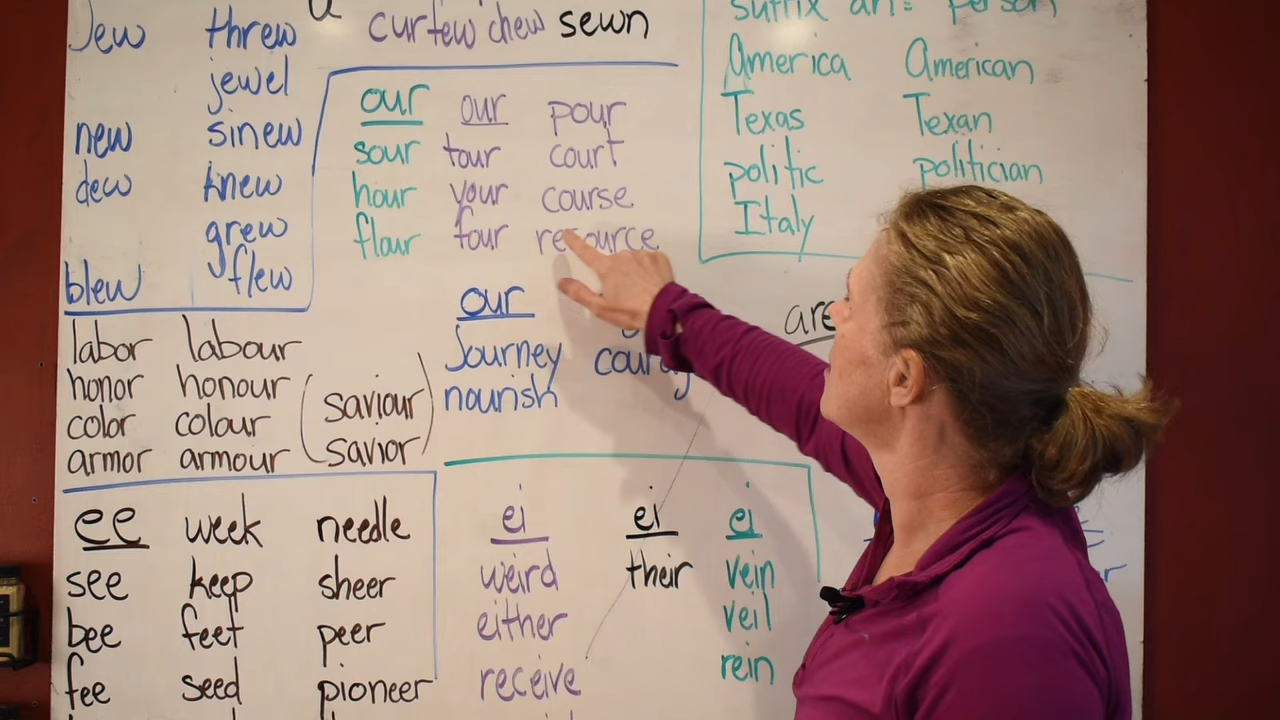 Jew threw
jewel
new sinew
dew knew
grew
blew flew
curfew chew sewn
our our pour
sour tour court
hour your course
flour four resource
suffix an = person
America American
Texas Texan
politic politician
Italy
our
Journey
nourish
labor labour
honor honour
color colour
armor armour
(saviour
savior)
ee week needle
see keep sheer
bee feet peer
fee seed pioneer
ei ei ei
weird their vein
either veil
receive rein